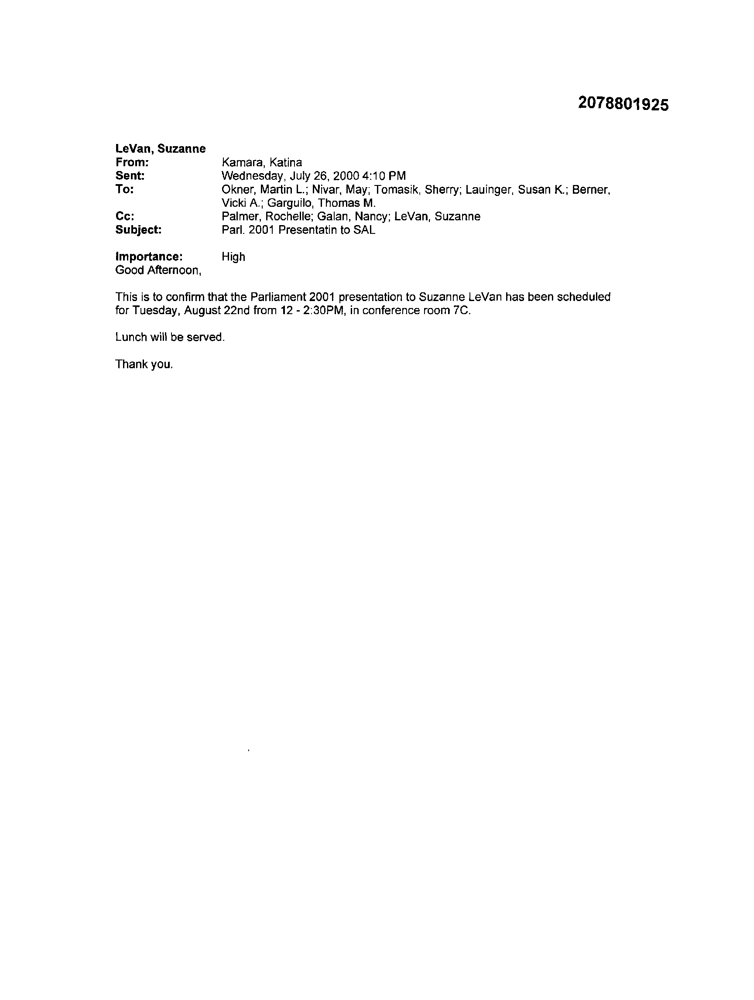 2078801925
LeVan, Suzanne
From: Kamara, Katina
Sent: Wednesday, July 26, 2000 4:10 PM
To: Okner, Martin L.; Nivar, May; Tomasik, Sherry; Lauinger, Susan K.; Berner,
Vicki A.; Garguilo, Thomas M.
Cc: Palmer, Rochelle; Galan, Nancy; LeVan, Suzanne
Subject: Parl. 2001 Presentatin to SAL
Importance: High
Good Afternoon,
This is to confirm that the Parliament 2001 presentation to Suzanne LeVan has been scheduled
for Tuesday, August 22nd from 12 - 2:30PM, in conference room 7C.
Lunch will be served.
Thank you.